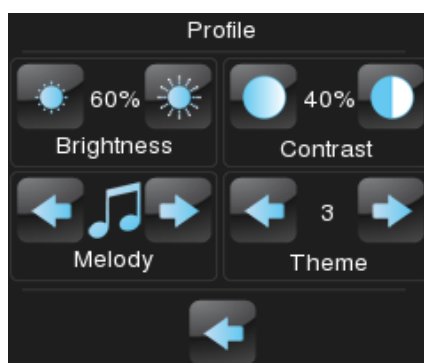 Profile
60%
40%
Brightness
Contrast
3
Melody
Theme